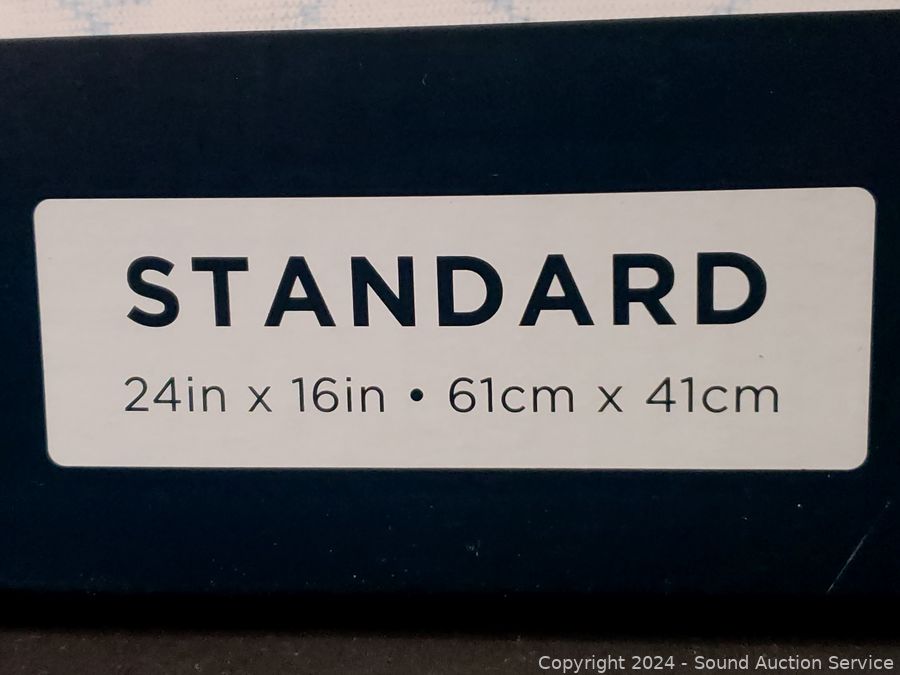 STANDARD
24in x 16in • 61cm x 41cm
Copyright 2024 - Sound Auction Service